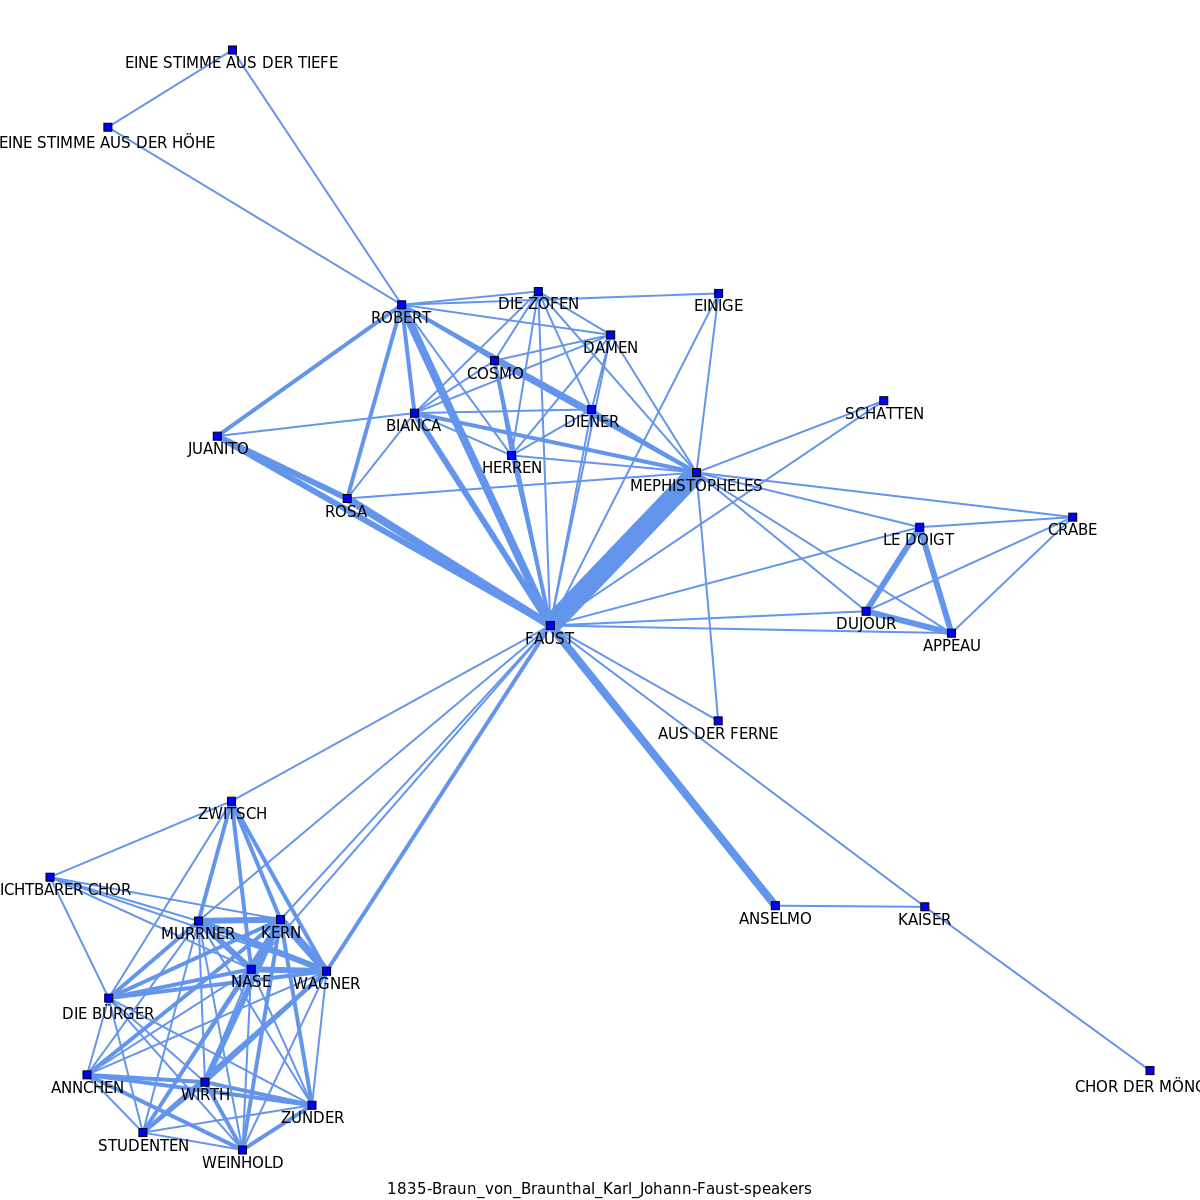 EINE STIMME AUS DER TIEFE
EINE STIMME AUS DER HÖHE
ROBERT
DIE ZOFEN
EINIGE
DAMEN
COSMO
SCHATTEN
BIANCA
DIENER
JUANITO
HERREN
MEPHISTOPHELES
ROSA
CRABE
LE DOIGT
DUJOUR
APPEAU
FAUST
AUS DER FERNE
ZWITSCH
ICHTBARER CHOR
ANSELMO
KAISER
MURRNER
KERN
NASE
WAGNER
DIE BÜRGER
ANNCHEN
WIRTH
CHOR DER MÖNC
ZUNDER
STUDENTEN
WEINHOLD
1835-Braun_von_Braunthal_Karl_Johann-Faust-speakers